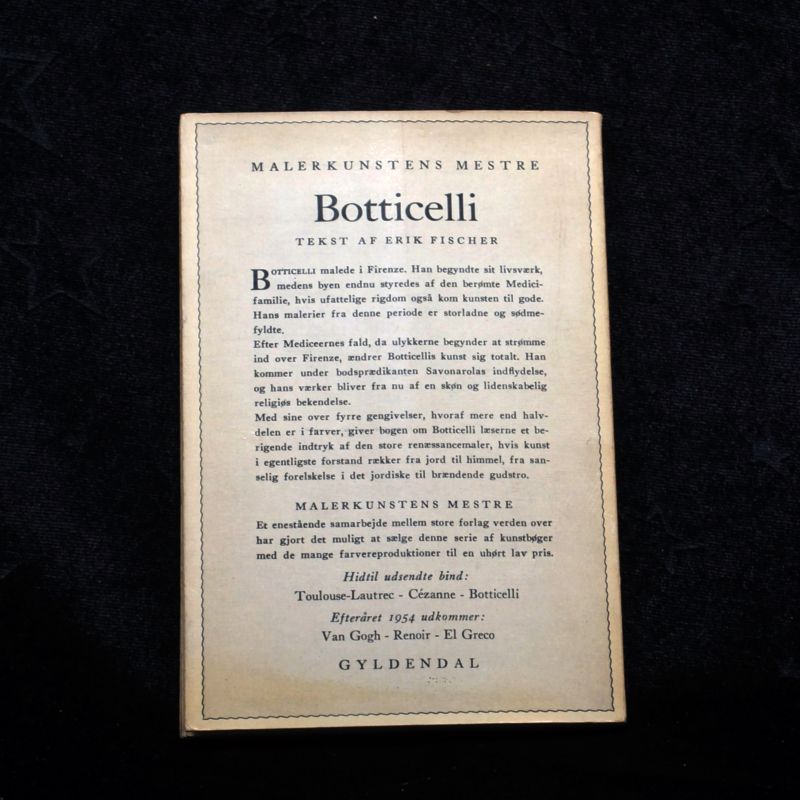 MALERKUNSTENS MESTRE
Botticelli
TEKST AF ERIK FISCHER
BOTTICELLI malede i Firenze. Han begyndte sit livsværk,
medens byen endnu styredes af den berømte Medici-
familie, hvis ufattelige rigdom også kom kunsten til gode.
Hans malerier fra denne periode er storladne og sødme-
fyldte.
Efter Mediceernes fald, da ulykkerne begynder at strømme
ind over Firenze, ændrer Botticellis kunst sig totalt. Han
kommer under bodsprædikanten Savonarolas indflydelse,
og hans værker bliver fra nu af en skøn og lidenskabelig
religiøs bekendelse.
Med sine over fyrre gengivelser, hvoraf mere end halv-
delen er i farver, giver bogen om Botticelli læserne et be-
rigende indtryk af den store renæssancemaler, hvis kunst
i egentligste forstand rækker fra jord til himmel, fra san-
selig forelskelse i det jordiske til brændende gudstro.
MALERKUNSTENS MESTRE
Et enestående samarbejde mellem store forlag verden over
har gjort det muligt at sælge denne serie af kunstbøger
med de mange farvereproduktioner til en uhørt lav pris.
Hidtil udsendte bind:
Toulouse-Lautrec - Cézanne - Botticelli
Efteråret 1954 udkommer:
Van Gogh - Renoir - El Greco
GYLDENDAL